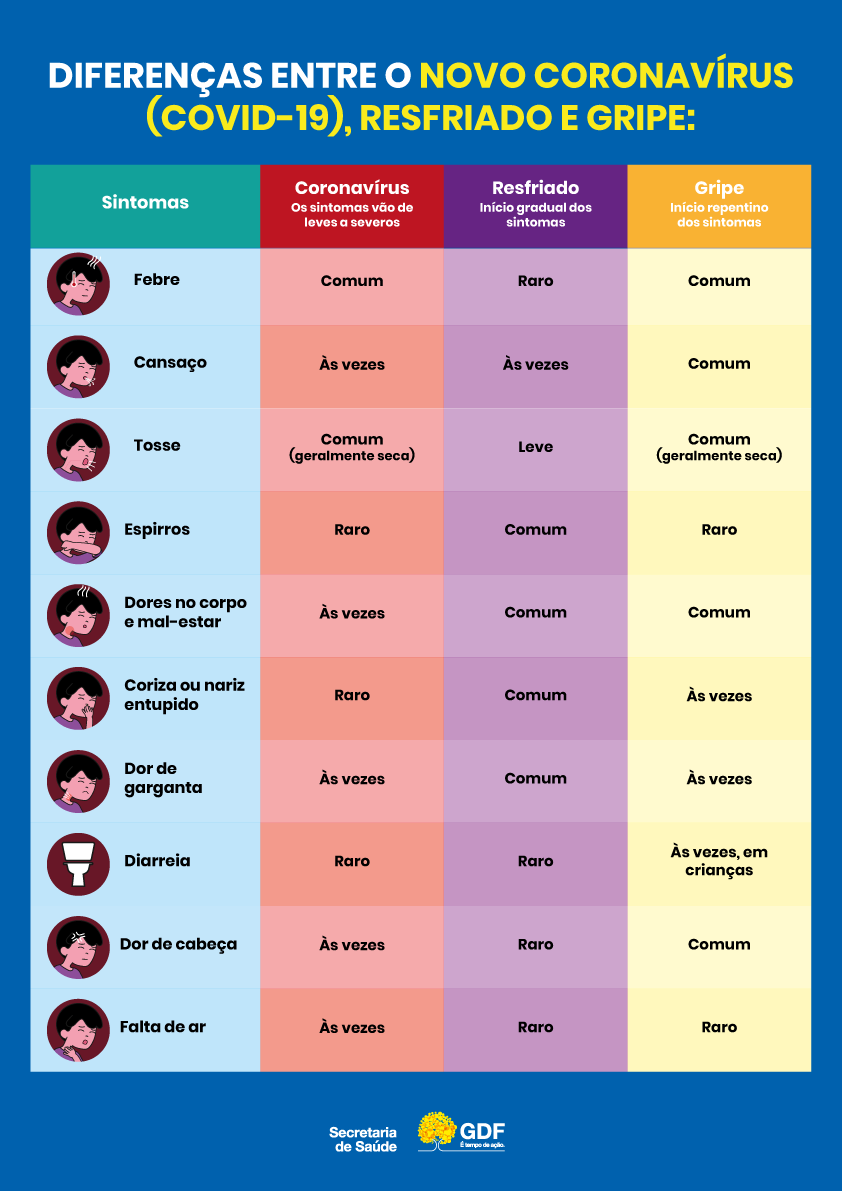 DIFERENÇAS ENTRE O NOVO CORONAVÍRUS
(COVID-19), RESFRIADO E GRIPE:
Sintomas
Coronavírus
Os sintomas vão de
leves a severos
Resfriado
Início gradual dos
sintomas
Gripe
Início repentino
dos sintomas
Febre
Comum
Raro
Comum
Cansaço
Às vezes
Às vezes
Comum
Tosse
Comum
(geralmente seca)
Leve
Comum
(geralmente seca)
Espirros
Raro
Comum
Raro
Dores no corpo
e mal-estar
Às vezes
Comum
Comum
Coriza ou nariz
entupido
Raro
Comum
Às vezes
Dor de
garganta
Às vezes
Comum
Às vezes
Diarreia
Raro
Raro
Às vezes, em
crianças
Dor de cabeça
Às vezes
Raro
Comum
Falta de ar
Às vezes
Raro
Raro
Secretaria
de Saúde
GDF
É tempo de ação.